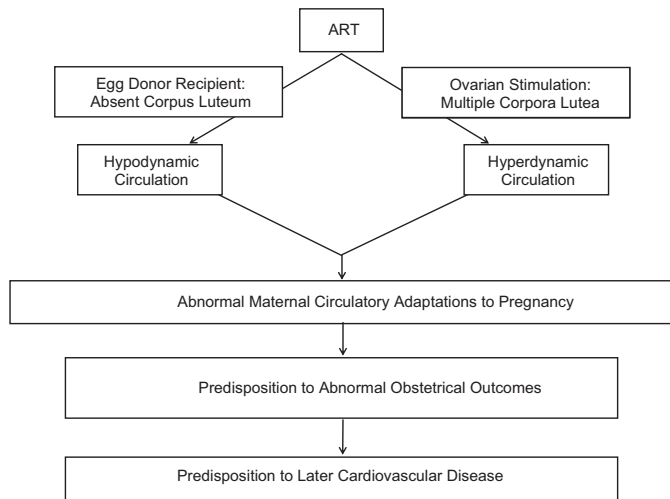 ART
Egg Donor Recipient:
Absent Corpus Luteum
Ovarian Stimulation:
Multiple Corpora Lutea
Hypodynamic
Circulation
Hyperdynamic
Circulation
Abnormal Maternal Circulatory Adaptations to Pregnancy
Predisposition to Abnormal Obstetrical Outcomes
Predisposition to Later Cardiovascular Disease